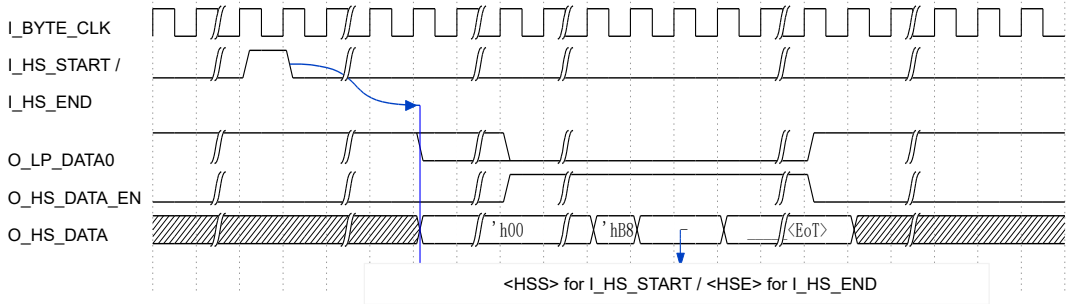 I_BYTE_CLK
I_HS_START /
I_HS_END
O_LP_DATA0
O_HS_DATA_EN
O_HS_DATA 'h00 'hB8 <EoT>
<HSS> for I_HS_START / <HSE> for I_HS_END